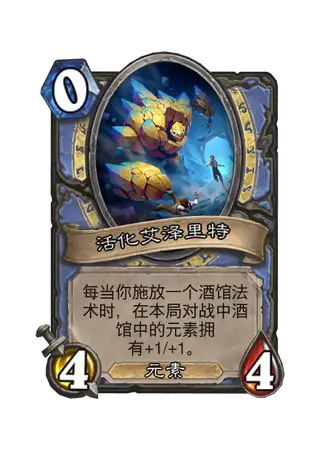 0
活化艾泽里特
每当你施放一个酒馆法
术时，在本局对战中酒
馆中的元素拥
有+1/+1。
4
元素
4